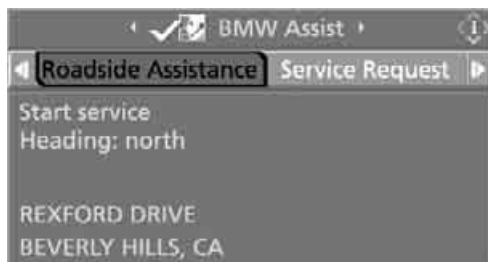 BMW Assist
Roadside Assistance Service Request
Start service
Heading: north
REXFORD DRIVE
BEVERLY HILLS, CA